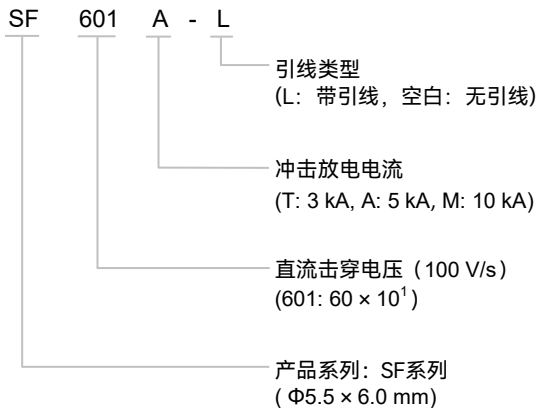 SF 601 A - L
引线类型
(L：带引线，空白：无引线)
冲击放电电流
(T: 3 kA, A: 5 kA, M: 10 kA)
直流击穿电压（100 V/s）
(601: 60 × 10¹)
产品系列：SF系列
( Φ5.5 × 6.0 mm)